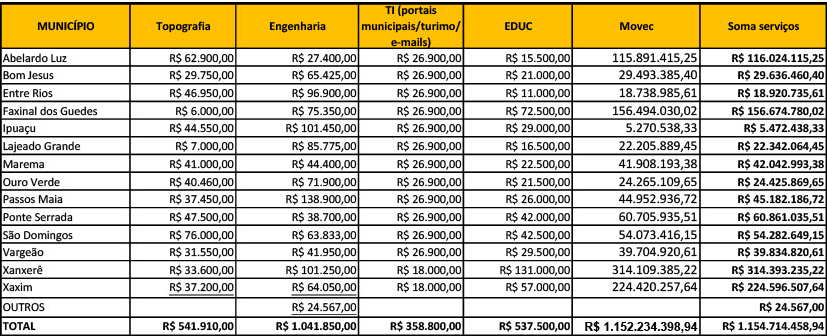 MUNICÍPIO Topografia Engenharia TI (portais municipais/turimo/ e-mails) EDUC Movec Soma serviços
Abelardo Luz R$ 62.900,00 R$ 27.400,00 R$ 26.900,00 R$ 15.500,00 115.891.415,25 R$ 116.024.115,25
Bom Jesus R$ 29.750,00 R$ 65.425,00 R$ 26.900,00 R$ 21.000,00 29.493.385,40 R$ 29.636.460,40
Entre Rios R$ 46.950,00 R$ 96.900,00 R$ 26.900,00 R$ 11.000,00 18.738.985,61 R$ 18.920.735,61
Faxinal dos Guedes R$ 6.000,00 R$ 75.350,00 R$ 26.900,00 R$ 72.500,00 156.494.030,02 R$ 156.674.780,02
Ipuaçu R$ 44.550,00 R$ 101.450,00 R$ 26.900,00 R$ 29.000,00 5.270.538,33 R$ 5.472.438,33
Lajeado Grande R$ 7.000,00 R$ 85.775,00 R$ 26.900,00 R$ 16.500,00 22.205.889,45 R$ 22.342.064,45
Marema R$ 41.000,00 R$ 44.400,00 R$ 26.900,00 R$ 22.500,00 41.908.193,38 R$ 42.042.993,38
Ouro Verde R$ 40.460,00 R$ 71.900,00 R$ 26.900,00 R$ 21.500,00 24.265.109,65 R$ 24.425.869,65
Passos Maia R$ 37.450,00 R$ 138.900,00 R$ 26.900,00 R$ 26.000,00 44.952.936,72 R$ 45.182.186,72
Ponte Serrada R$ 47.500,00 R$ 38.700,00 R$ 26.900,00 R$ 42.000,00 60.705.935,51 R$ 60.861.035,51
São Domingos R$ 76.000,00 R$ 63.833,00 R$ 26.900,00 R$ 42.500,00 54.073.416,15 R$ 54.282.649,15
Vargeão R$ 31.550,00 R$ 41.950,00 R$ 26.900,00 R$ 29.500,00 39.704.920,61 R$ 39.834.820,61
Xanxerê R$ 33.600,00 R$ 101.250,00 R$ 18.000,00 R$ 131.000,00 314.109.385,22 R$ 314.393.235,22
Xaxim R$ 37.200,00 R$ 64.050,00 R$ 18.000,00 R$ 57.000,00 224.420.257,64 R$ 224.596.507,64
OUTROS R$ 24.567,00 R$ 24.567,00
TOTAL R$ 541.910,00 R$ 1.041.850,00 R$ 358.800,00 R$ 537.500,00 R$ 1.152.234.398,94 R$ 1.154.714.458,94